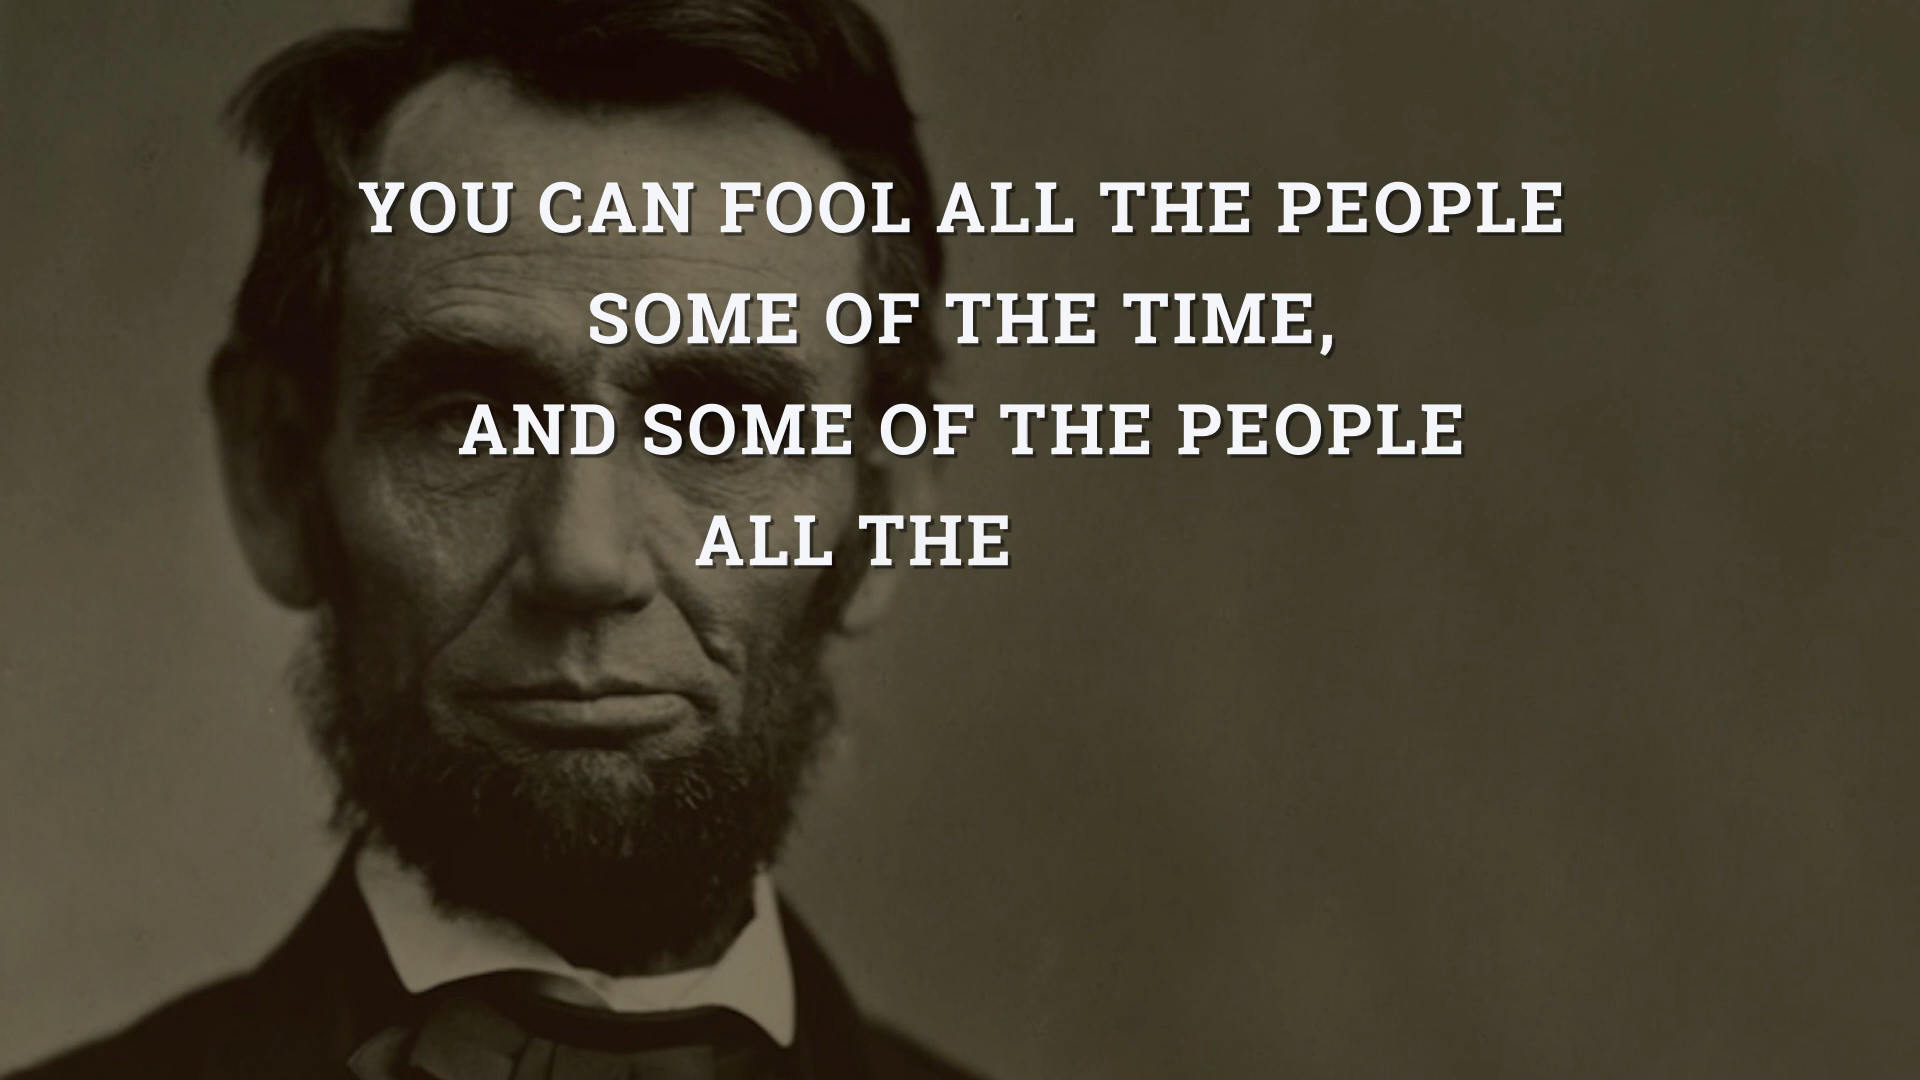 YOU CAN FOOL ALL THE PEOPLE
SOME OF THE TIME,
AND SOME OF THE PEOPLE
ALL THE